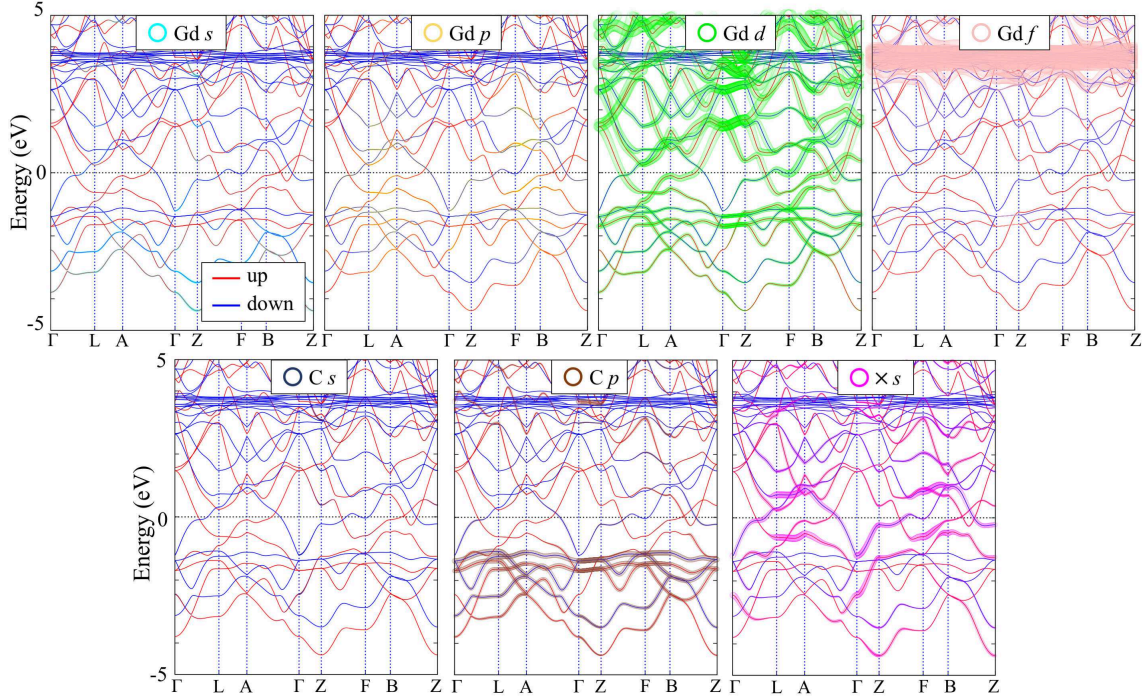 5
Gd s
Gd p
Gd d
Gd f
Energy (eV)
0
up
down
-5
Γ L A Γ Z F B Z
Γ L A Γ Z F B Z
Γ L A Γ Z F B Z
Γ L A Γ Z F B Z
5
C s
C p
× s
Energy (eV)
0
-5
Γ L A Γ Z F B Z
Γ L A Γ Z F B Z
Γ L A Γ Z F B Z